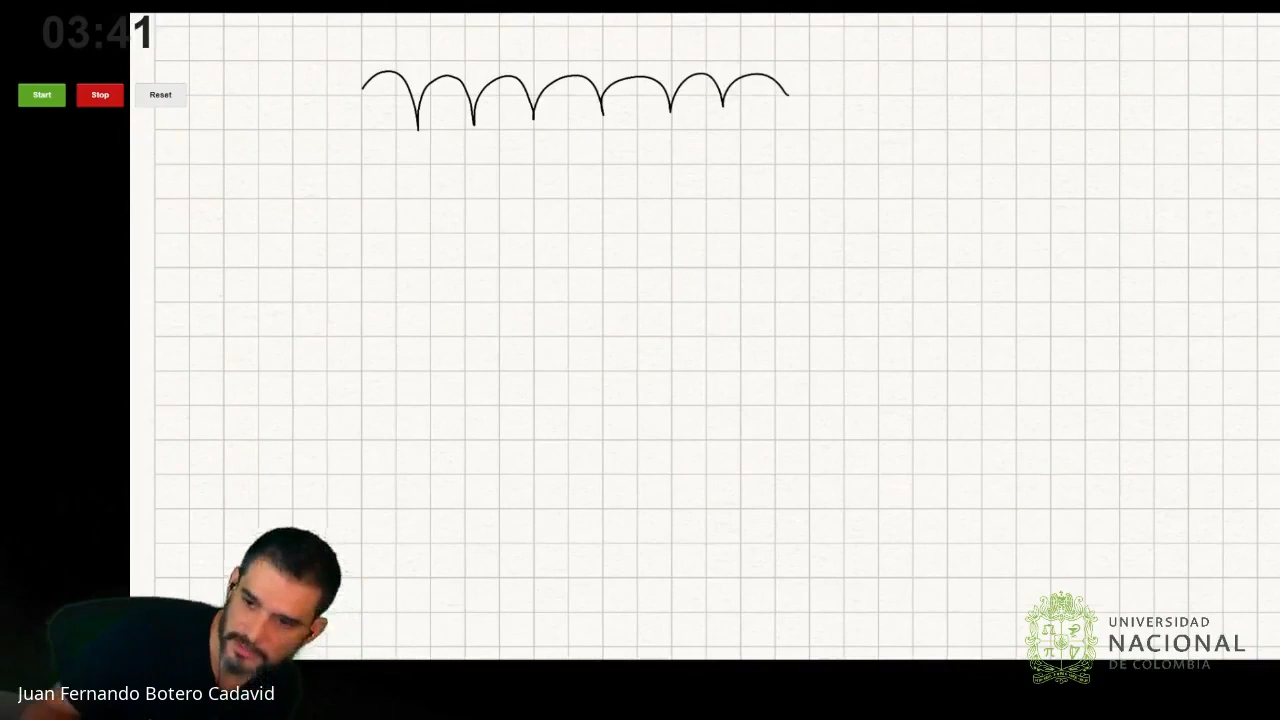 03:41
Start Stop Reset
UNIVERSIDAD
NACIONAL
DE COLOMBIA
Juan Fernando Botero Cadavid